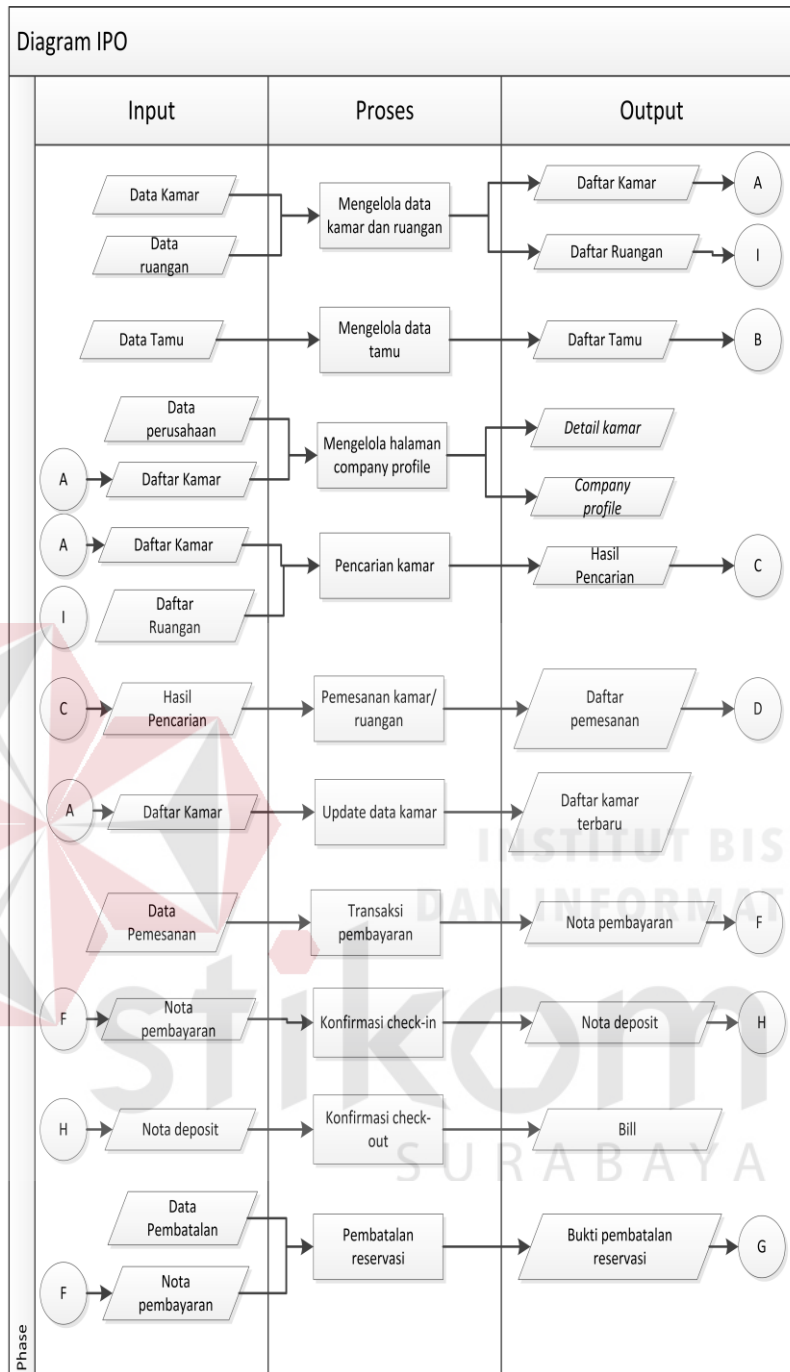 Diagram IPO
Input
Proses
Output
Data Kamar
Data
ruangan
Mengelola data
kamar dan ruangan
Daftar Kamar
A
Daftar Ruangan
I
Data Tamu
Mengelola data
tamu
Daftar Tamu
B
Data
perusahaan
A
Daftar Kamar
Mengelola halaman
company profile
Detail kamar
Company
profile
A
Daftar Kamar
I
Daftar
Ruangan
Pencarian kamar
Hasil
Pencarian
C
C
Hasil
Pencarian
Pemesanan kamar/
ruangan
Daftar
pemesanan
D
A
Daftar Kamar
Update data kamar
Daftar kamar
terbaru
INSTITUT BIS
DAN INFORMAT
Data
Pemesanan
Transaksi
pembayaran
Nota pembayaran
F
F
Nota
pembayaran
Konfirmasi check-in
Nota deposit
H
stikom
SURABAYA
H
Nota deposit
Konfirmasi check-
out
Bill
Data
Pembatalan
F
Nota
pembayaran
Pembatalan
reservasi
Bukti pembatalan
reservasi
G
Phase